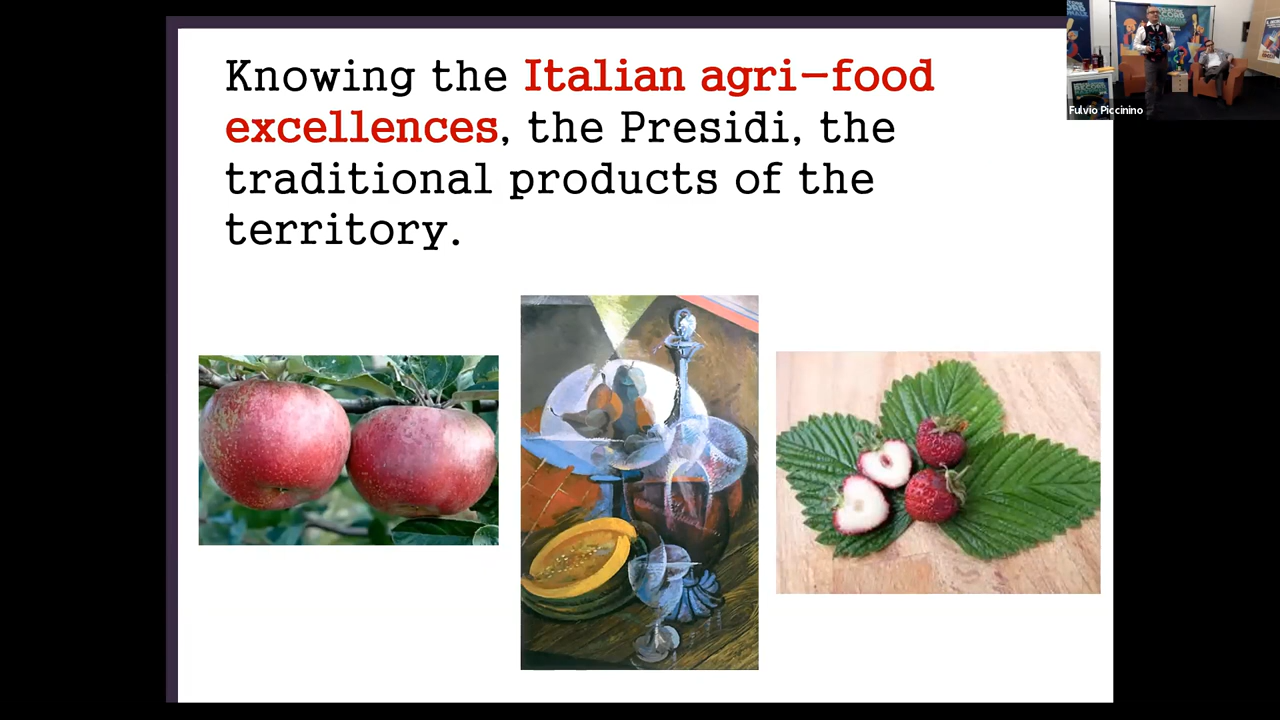 Knowing the Italian agri-food
excellences, the Presidi, the
traditional products of the
territory.
Fulvio Piccinino